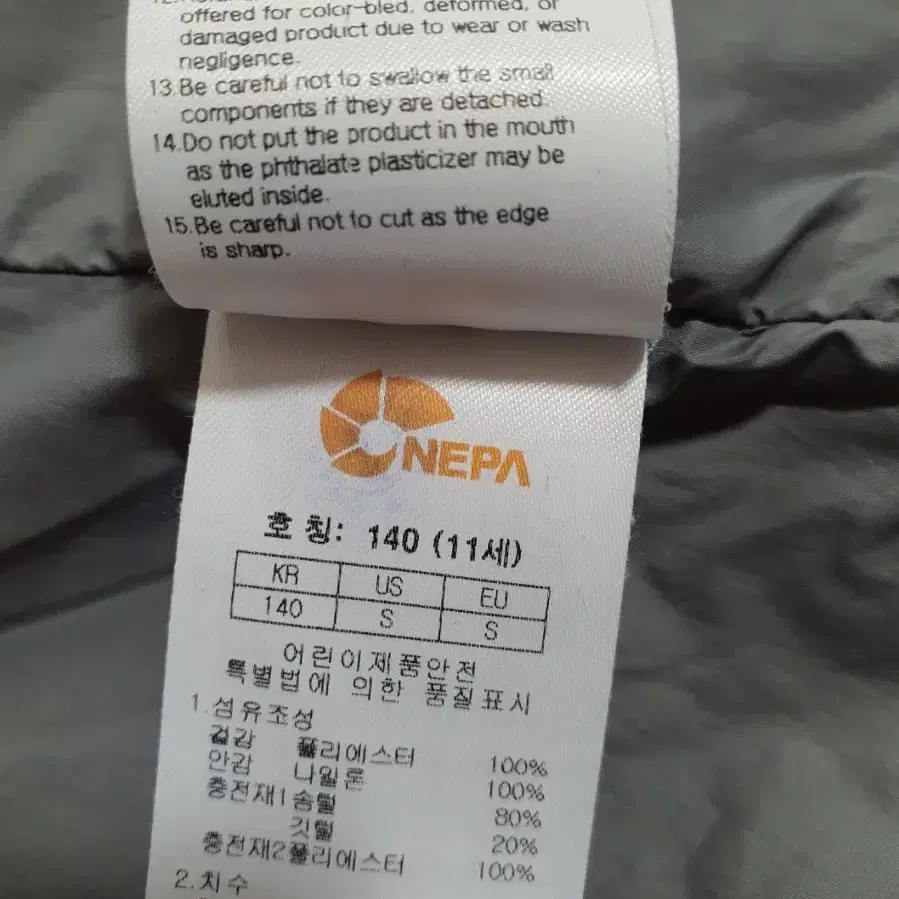 offered for color-bled, deformed, or
damaged product due to wear or wash
negligence.
13.Be careful not to swallow the small
components if they are detached.
14.Do not put the product in the mouth
as the phthalate plasticizer may be
eluted inside.
15.Be careful not to cut as the edge
is sharp.
NEPA
호칭: 140 (11세)
KR US EU
140 S S
어린이제품안전
특별법에 의한 품질표시
1.섬유조성
겉감 폴리에스터 100%
안감 나일론 100%
충전재1 솜털 80%
깃털 20%
충전재2 폴리에스터 100%
2.치수